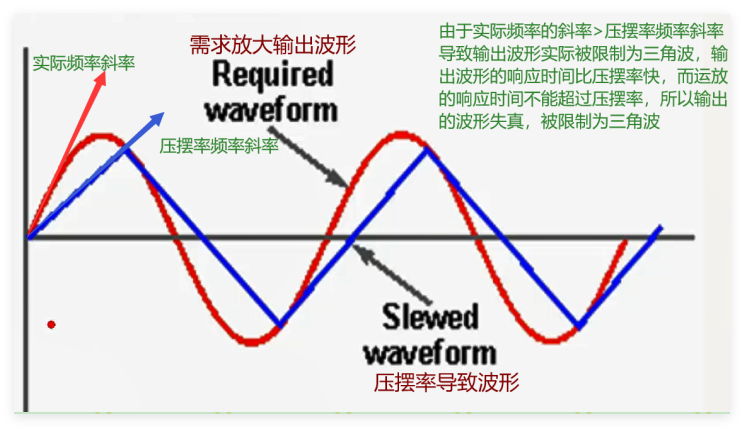 需求放大输出波形
Required
waveform
实际频率斜率
压摆率频率斜率
由于实际频率的斜率>压摆率频率斜率
导致输出波形实际被限制为三角波，输
出波形的响应时间比压摆率快，而运放
的响应时间不能超过压摆率，所以输出
的波形失真，被限制为三角波
Slewed
waveform
压摆率导致波形